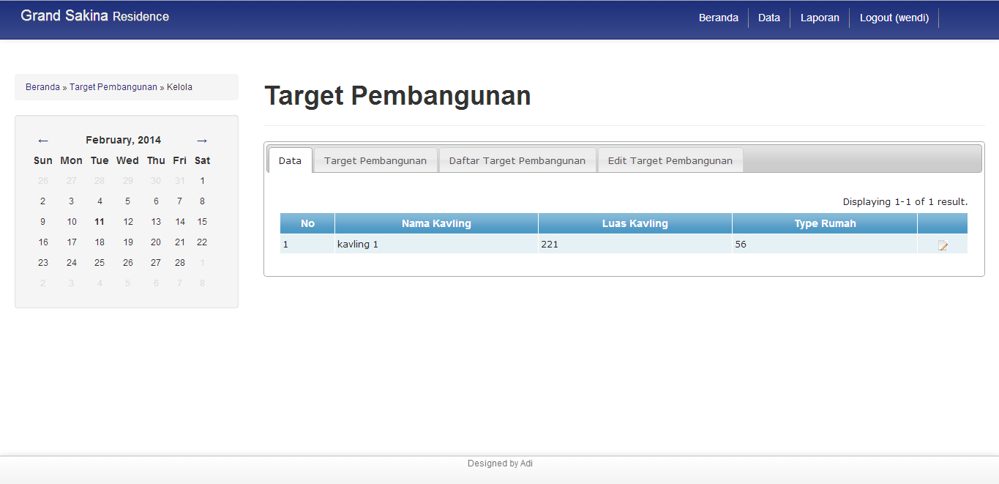 Grand Sakina Residence
Beranda Data Laporan Logout (wendi)
Beranda » Target Pembangunan » Kelola
← February, 2014 →
Sun Mon Tue Wed Thu Fri Sat
26 27 28 29 30 31 1
2 3 4 5 6 7 8
9 10 11 12 13 14 15
16 17 18 19 20 21 22
23 24 25 26 27 28 1
2 3 4 5 6 7 8
Target Pembangunan
Data Target Pembangunan Daftar Target Pembangunan Edit Target Pembangunan
Displaying 1-1 of 1 result.
No Nama Kavling Luas Kavling Type Rumah
1 kavling 1 221 56
Designed by Adi